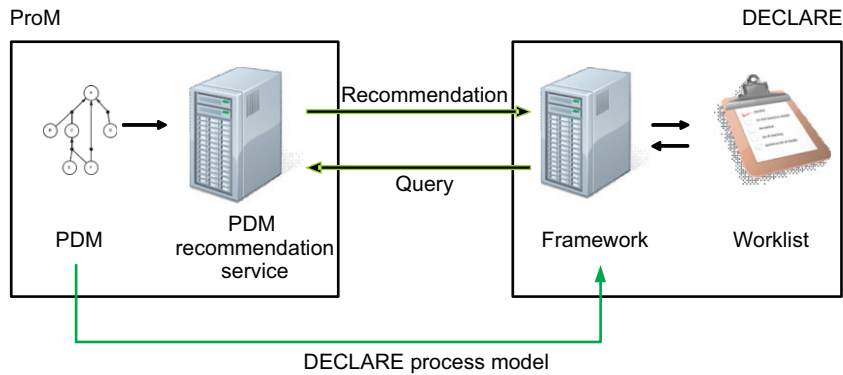 ProM
DECLARE
Recommendation
Query
PDM
PDM
recommendation
service
Framework
Worklist
DECLARE process model